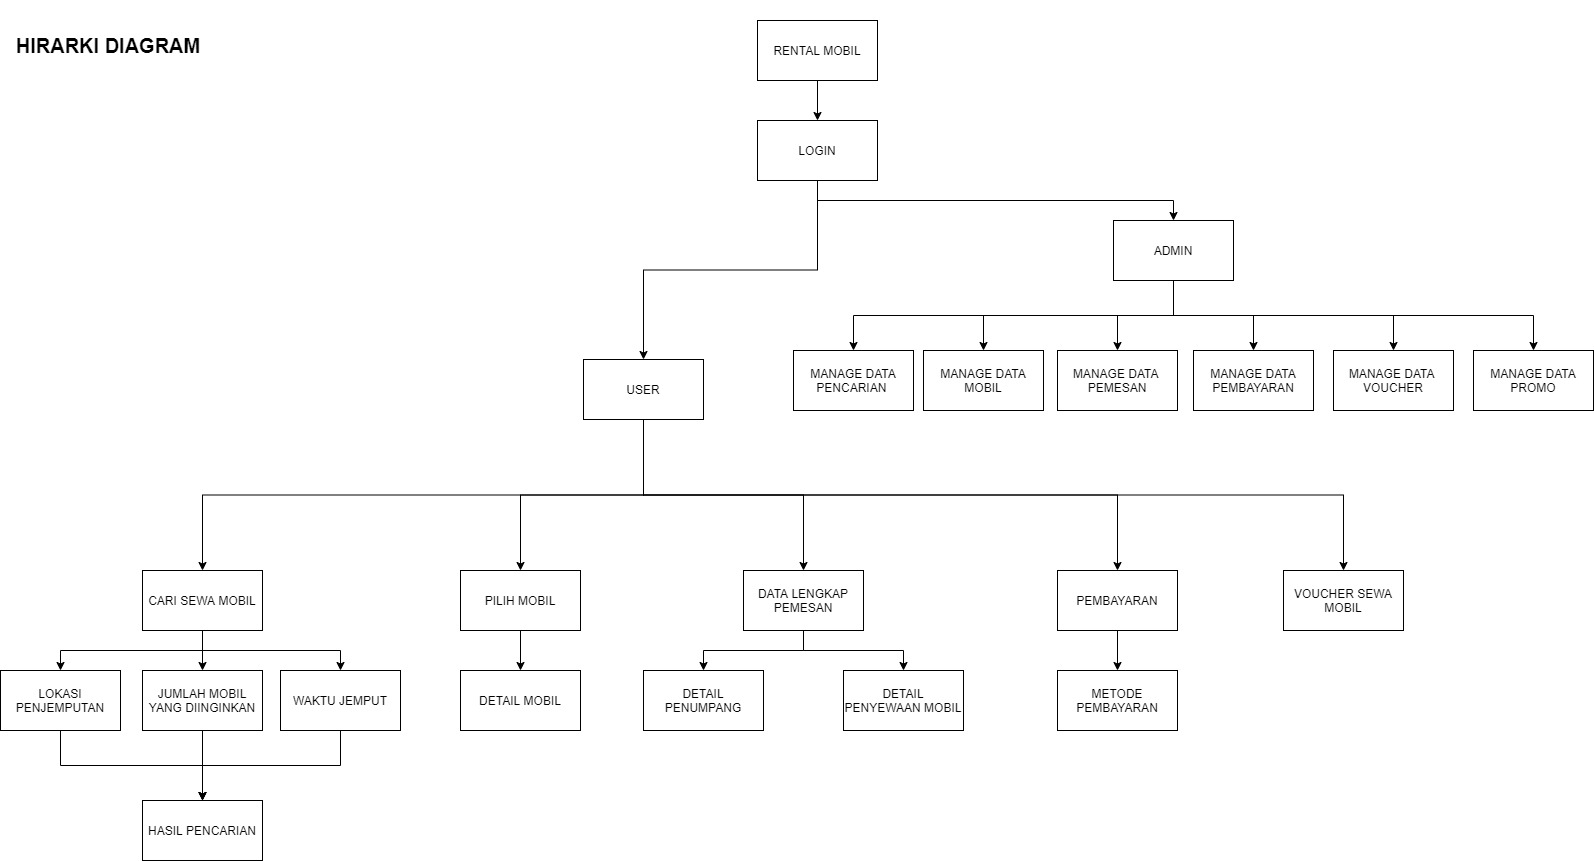 HIRARKI DIAGRAM
RENTAL MOBIL
LOGIN
ADMIN
MANAGE DATA
PENCARIAN
MANAGE DATA
MOBIL
MANAGE DATA
PEMESAN
MANAGE DATA
PEMBAYARAN
MANAGE DATA
VOUCHER
MANAGE DATA
PROMO
USER
CARI SEWA MOBIL
PILIH MOBIL
DATA LENGKAP
PEMESAN
PEMBAYARAN
VOUCHER SEWA
MOBIL
LOKASI
PENJEMPUTAN
JUMLAH MOBIL
YANG DIINGINKAN
WAKTU JEMPUT
DETAIL MOBIL
DETAIL
PENUMPANG
DETAIL
PENYEWAAN MOBIL
METODE
PEMBAYARAN
HASIL PENCARIAN